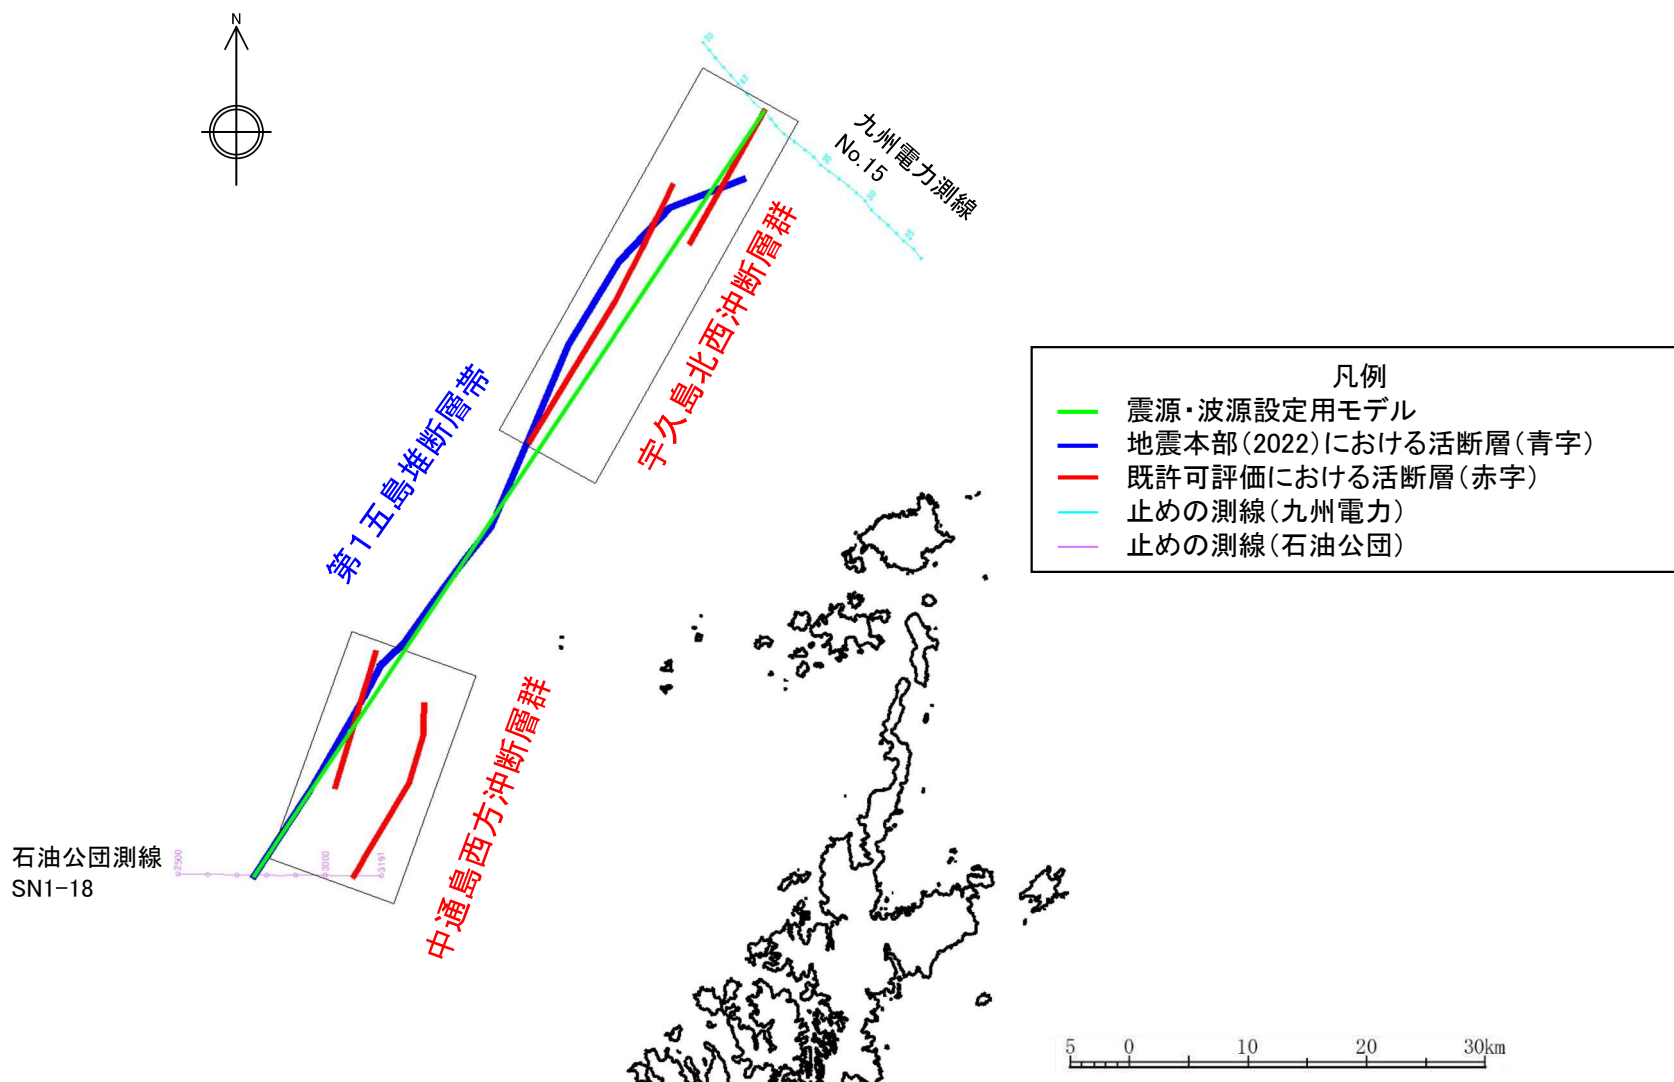 N
九州電力測線
No.15
宇久島北西沖断層群
第1五島堆断層帯
凡例
震源・波源設定用モデル
地震本部(2022)における活断層(青字)
既許可評価における活断層(赤字)
止めの測線(九州電力)
止めの測線(石油公団)
中通島西方沖断層群
石油公団測線
SN1-18
2500
3000
3191
5 0 10 20 30km